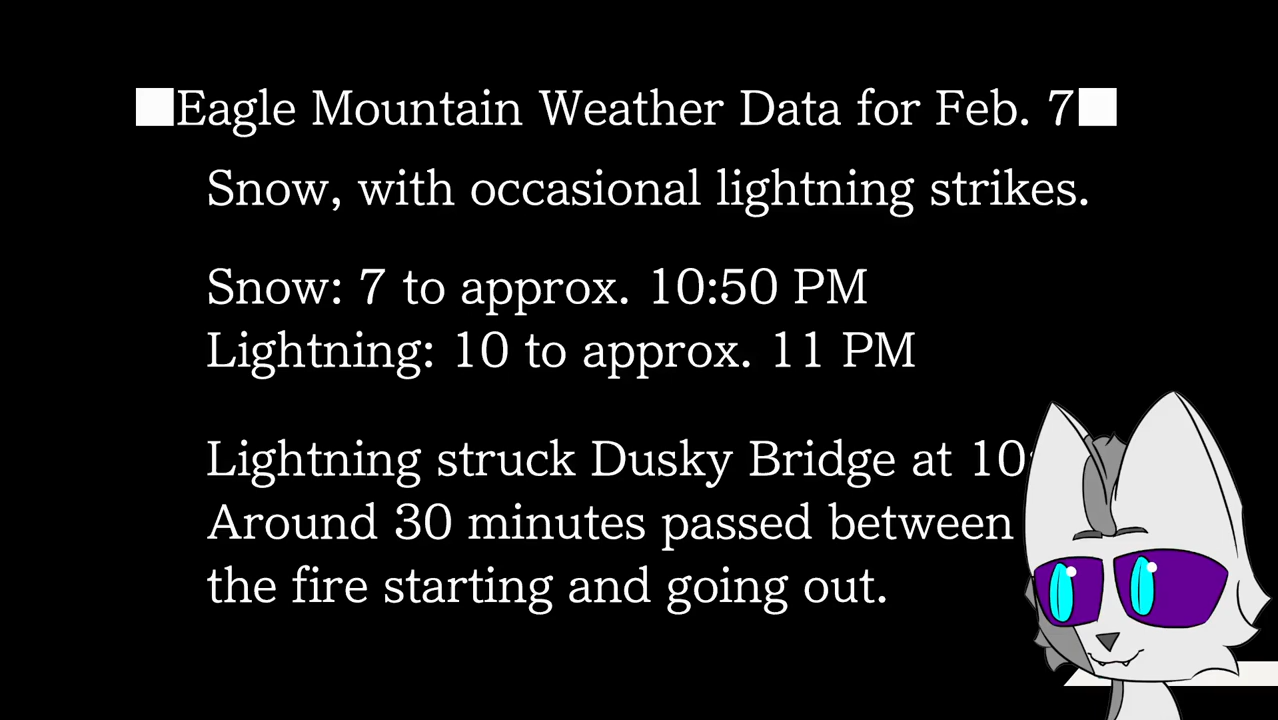 ■Eagle Mountain Weather Data for Feb. 7■
Snow, with occasional lightning strikes.
Snow: 7 to approx. 10:50 PM
Lightning: 10 to approx. 11 PM
Lightning struck Dusky Bridge at 10:
Around 30 minutes passed between
the fire starting and going out.